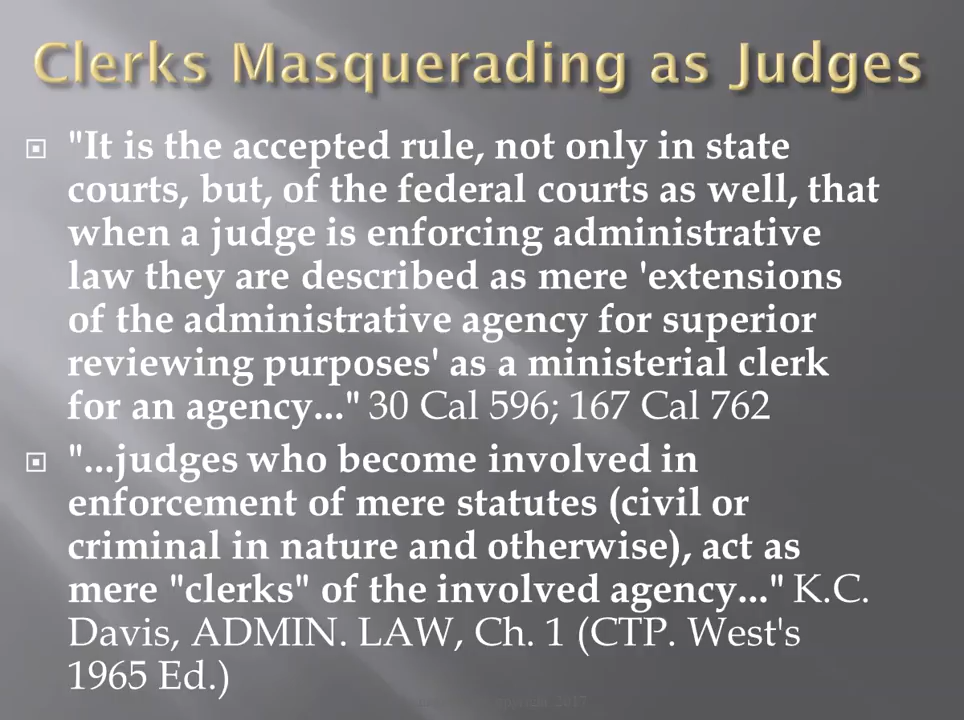 Clerks Masquerading as Judges
"It is the accepted rule, not only in state
courts, but, of the federal courts as well, that
when a judge is enforcing administrative
law they are described as mere 'extensions
of the administrative agency for superior
reviewing purposes' as a ministerial clerk
for an agency..." 30 Cal 596; 167 Cal 762
"...judges who become involved in
enforcement of mere statutes (civil or
criminal in nature and otherwise), act as
mere "clerks" of the involved agency..." K.C.
Davis, ADMIN. LAW, Ch. 1 (CTP. West's
1965 Ed.)
2017